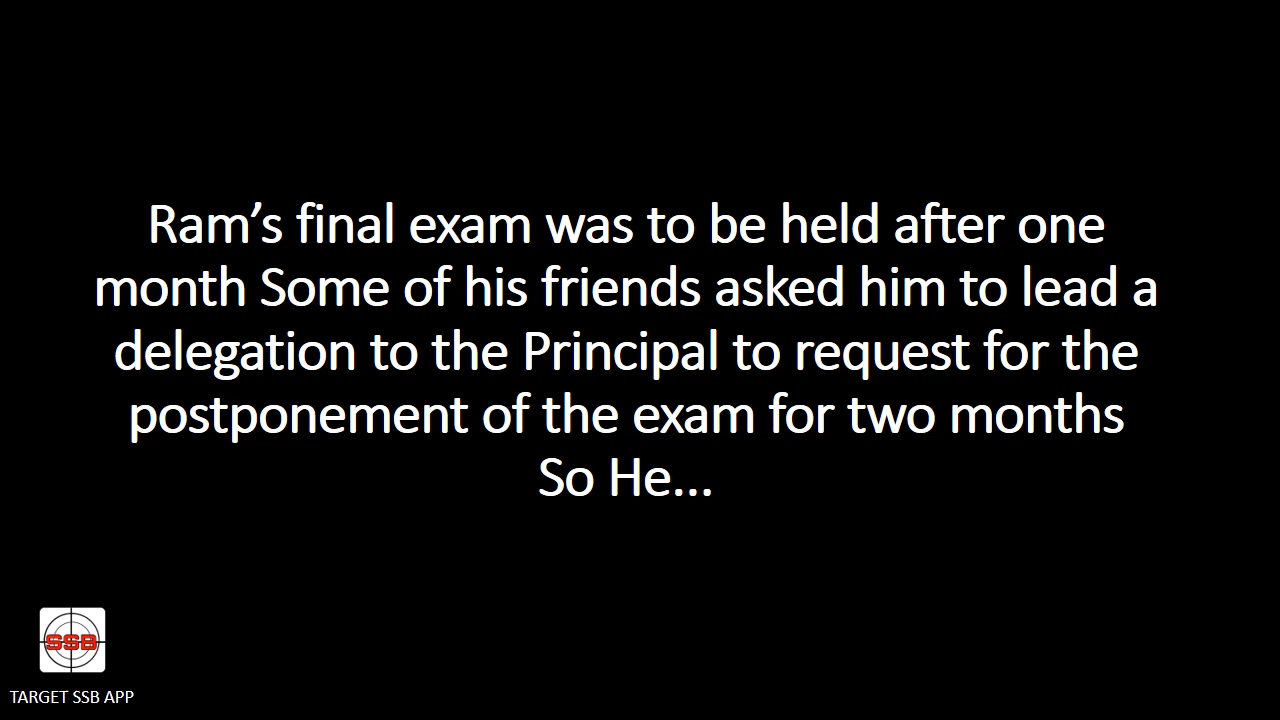 Ram’s final exam was to be held after one
month Some of his friends asked him to lead a
delegation to the Principal to request for the
postponement of the exam for two months
So He...
SSB
TARGET SSB APP